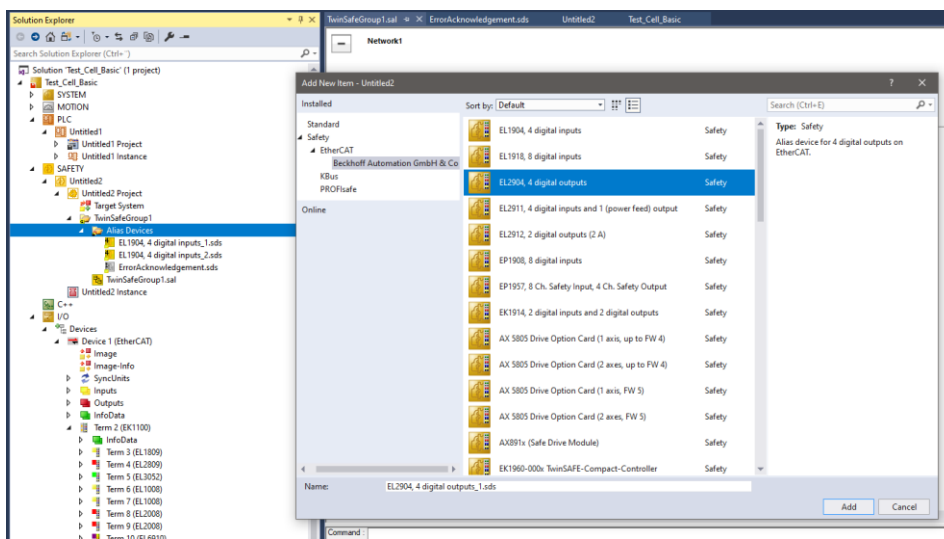 Solution Explorer
Search Solution Explorer (Ctrl+¨)
Solution 'Test_Cell_Basic' (1 project)
Test_Cell_Basic
SYSTEM
MOTION
PLC
Untitled1
Untitled1 Project
Untitled1 Instance
SAFETY
Untitled2
Untitled2 Project
Target System
TwinSafeGroup1
Alias Devices
EL1904, 4 digital inputs_1.sds
EL1904, 4 digital inputs_2.sds
ErrorAcknowledgement.sds
TwinSafeGroup1.sal
Untitled2 Instance
C++
I/O
Devices
Device 1 (EtherCAT)
Image
Image-Info
SyncUnits
Inputs
Outputs
InfoData
Term 2 (EK1100)
InfoData
Term 3 (EL1809)
Term 4 (EL2809)
Term 5 (EL3052)
Term 6 (EL1008)
Term 7 (EL1008)
Term 8 (EL2008)
Term 9 (EL2008)
Term 10 (EL6910)
TwinSafeGroup1.sal ErrorAcknowledgement.sds Untitled2 Test_Cell_Basic
Network1
Add New Item - Untitled2 ? X
Installed
Standard
Safety
EtherCAT
Beckhoff Automation GmbH & Co
KBus
PROFIsafe
Online
Sort by: Default
EL1904, 4 digital inputs Safety
EL1918, 8 digital inputs Safety
EL2904, 4 digital outputs Safety
EL2911, 4 digital inputs and 1 (power feed) output Safety
EL2912, 2 digital outputs (2 A) Safety
EP1908, 8 digital inputs Safety
EP1957, 8 Ch. Safety Input, 4 Ch. Safety Output Safety
EK1914, 2 digital inputs and 2 digital outputs Safety
AX 5805 Drive Option Card (1 axis, up to FW 4) Safety
AX 5805 Drive Option Card (2 axes, up to FW 4) Safety
AX 5805 Drive Option Card (1 axis, FW 5) Safety
AX 5805 Drive Option Card (2 axes, FW 5) Safety
AX891x (Safe Drive Module) Safety
EK1960-000x TwinSAFE-Compact-Controller Safety
Search (Ctrl+E)
Type: Safety
Alias device for 4 digital outputs on
EtherCAT.
Name: EL2904, 4 digital outputs_1.sds
Add Cancel
Command :